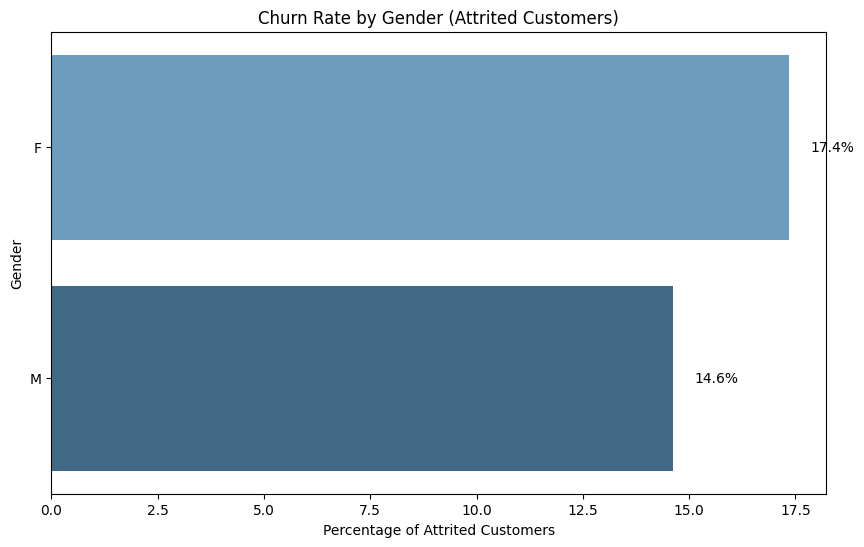 Churn Rate by Gender (Attrited Customers)
F
17.4%
Gender
M
14.6%
0.0 2.5 5.0 7.5 10.0 12.5 15.0 17.5
Percentage of Attrited Customers